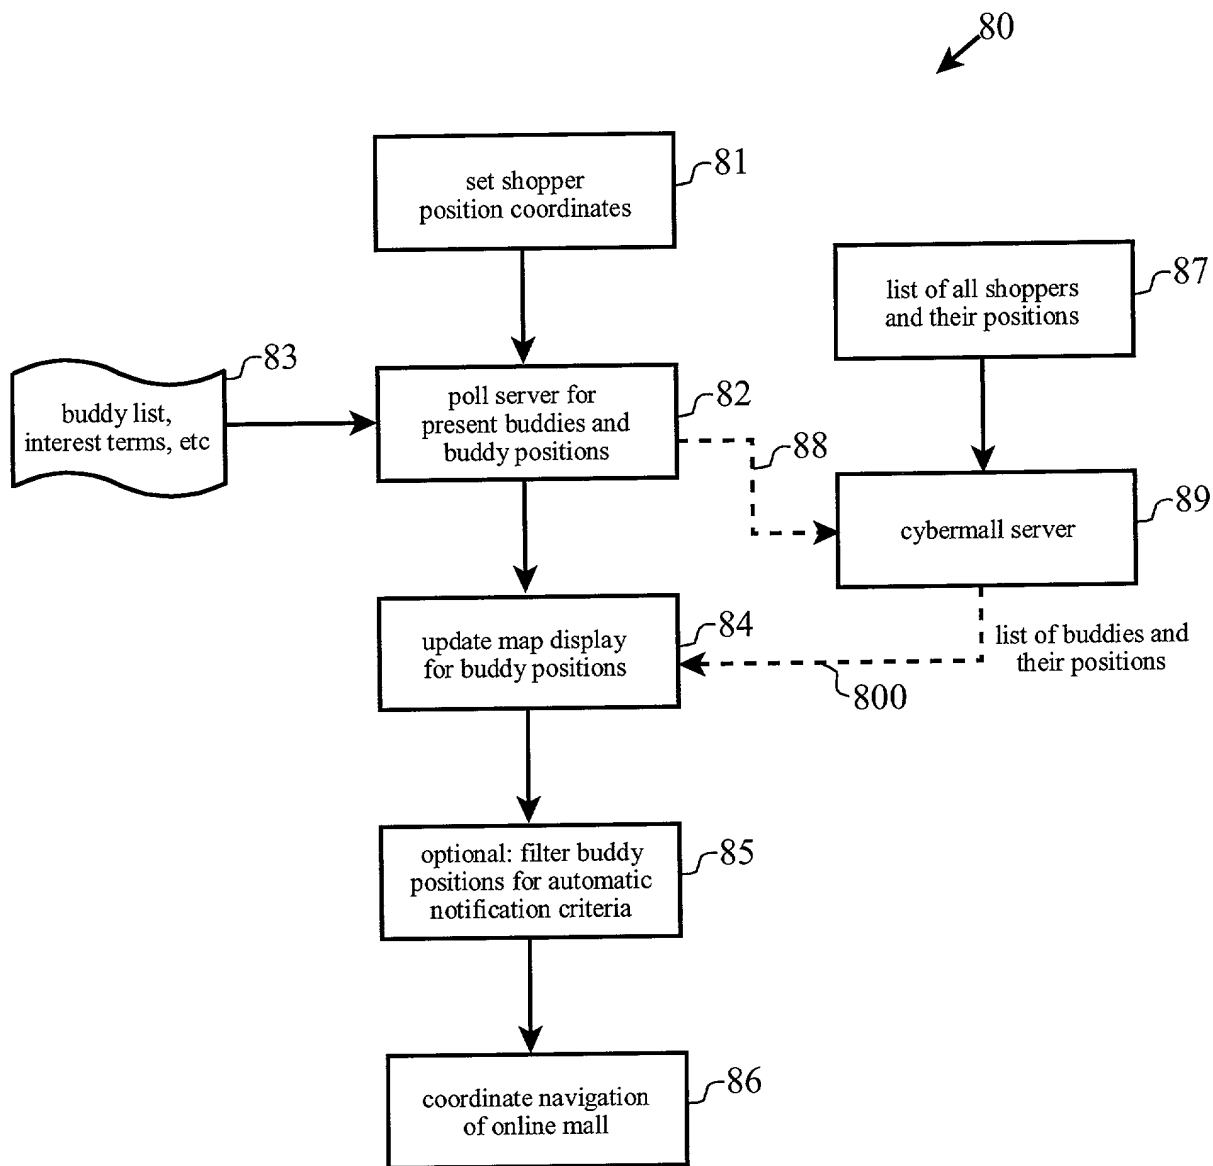 80
set shopper
position coordinates
81
list of all shoppers
and their positions
87
buddy list,
interest terms, etc
83
poll server for
present buddies and
buddy positions
82
88
cybermall server
89
update map display
for buddy positions
84
list of buddies and
their positions
800
optional: filter buddy
positions for automatic
notification criteria
85
coordinate navigation
of online mall
86